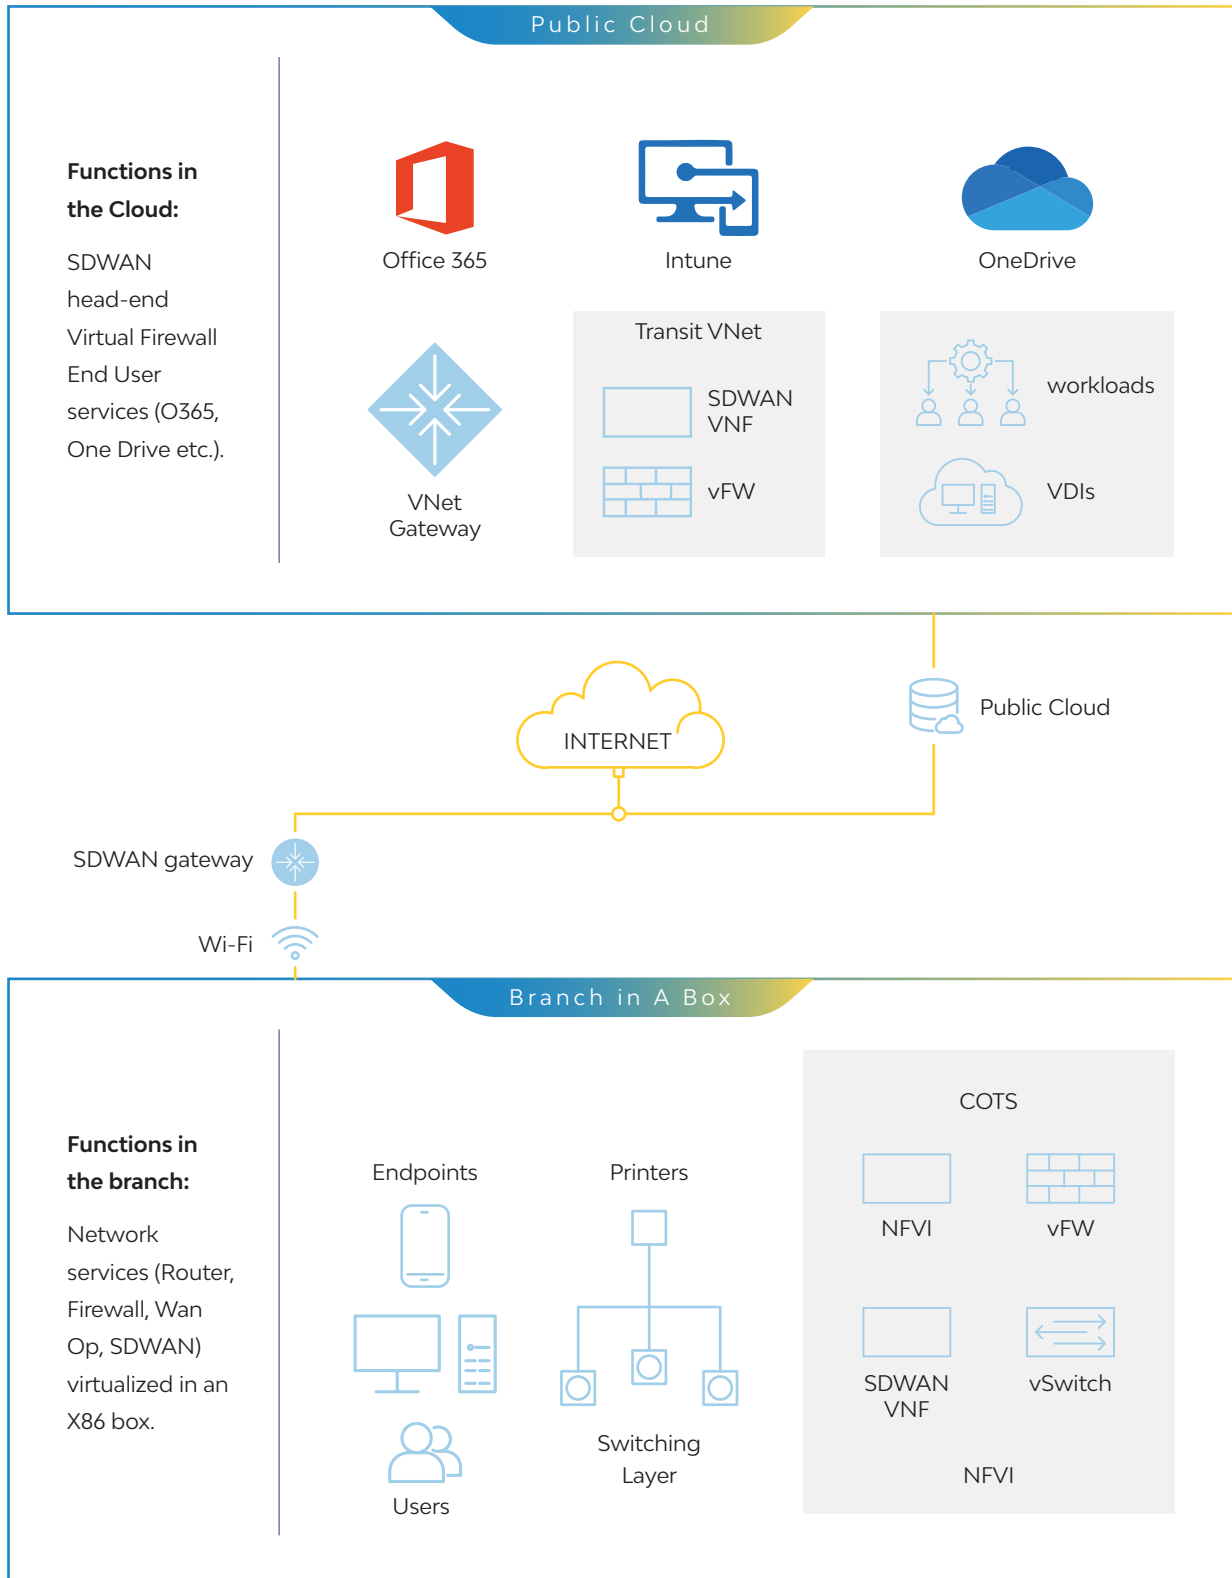 Public Cloud
Functions in
the Cloud:
SDWAN
head-end
Virtual Firewall
End User
services (O365,
One Drive etc.).
Office 365
Intune
OneDrive
VNet
Gateway
Transit VNet
SDWAN
VNF
vFW
workloads
VDIs
INTERNET
Public Cloud
SDWAN gateway
Wi-Fi
Branch in A Box
Functions in
the branch:
Network
services (Router,
Firewall, Wan
Op, SDWAN)
virtualized in an
X86 box.
Endpoints
Users
Printers
Switching
Layer
COTS
NFVI
vFW
SDWAN
VNF
vSwitch
NFVI